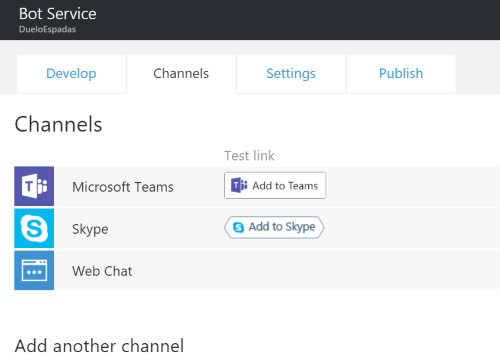 Bot Service
DueloEspadas
Develop Channels Settings Publish
Channels
Test link
Microsoft Teams Add to Teams
Skype Add to Skype
Web Chat
Add another channel